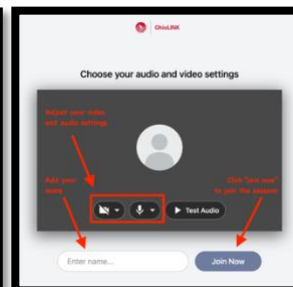 ChiuLINK
Choose your audio and video settings
Adjust your video
and audio settings
Add your
name
Click "join now"
to join the session
Test Audio
Enter name...
Join Now